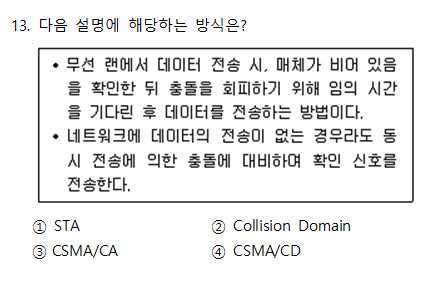 13. 다음 설명에 해당하는 방식은?
• 무선 랜에서 데이터 전송 시, 매체가 비어 있음
을 확인한 뒤 충돌을 회피하기 위해 임의 시간
을 기다린 후 데이터를 전송하는 방법이다.
• 네트워크에 데이터의 전송이 없는 경우라도 동
시 전송에 의한 충돌에 대비하여 확인 신호를
전송한다.
① STA ② Collision Domain
③ CSMA/CA ④ CSMA/CD